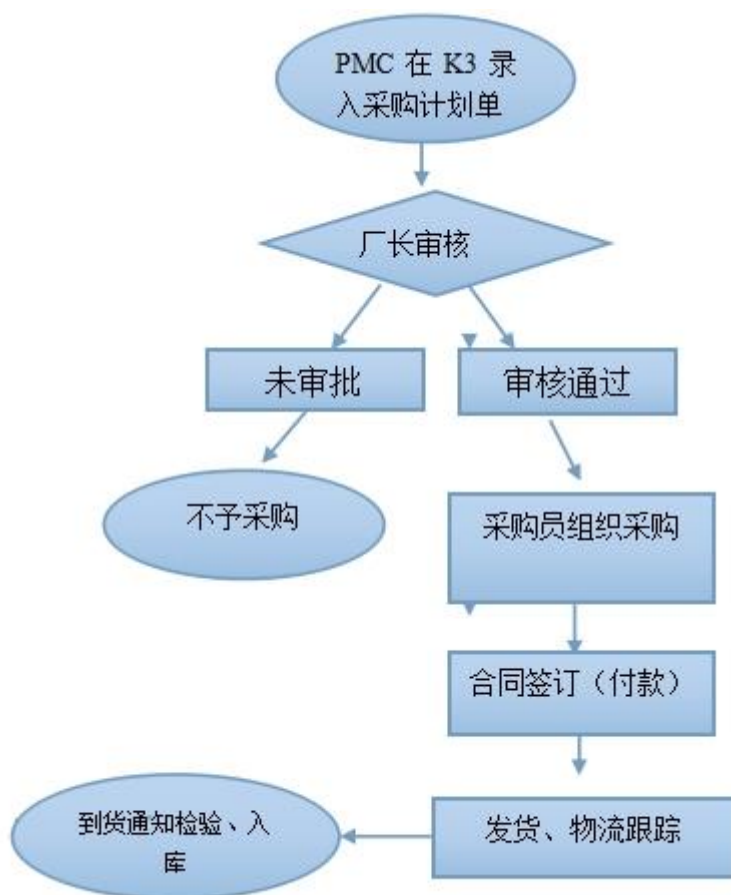 PMC 在 K3 录
入采购计划单
厂长审核
未审批
审核通过
不予采购
采购员组织采购
合同签订（付款）
发货、物流跟踪
到货通知检验、入
库